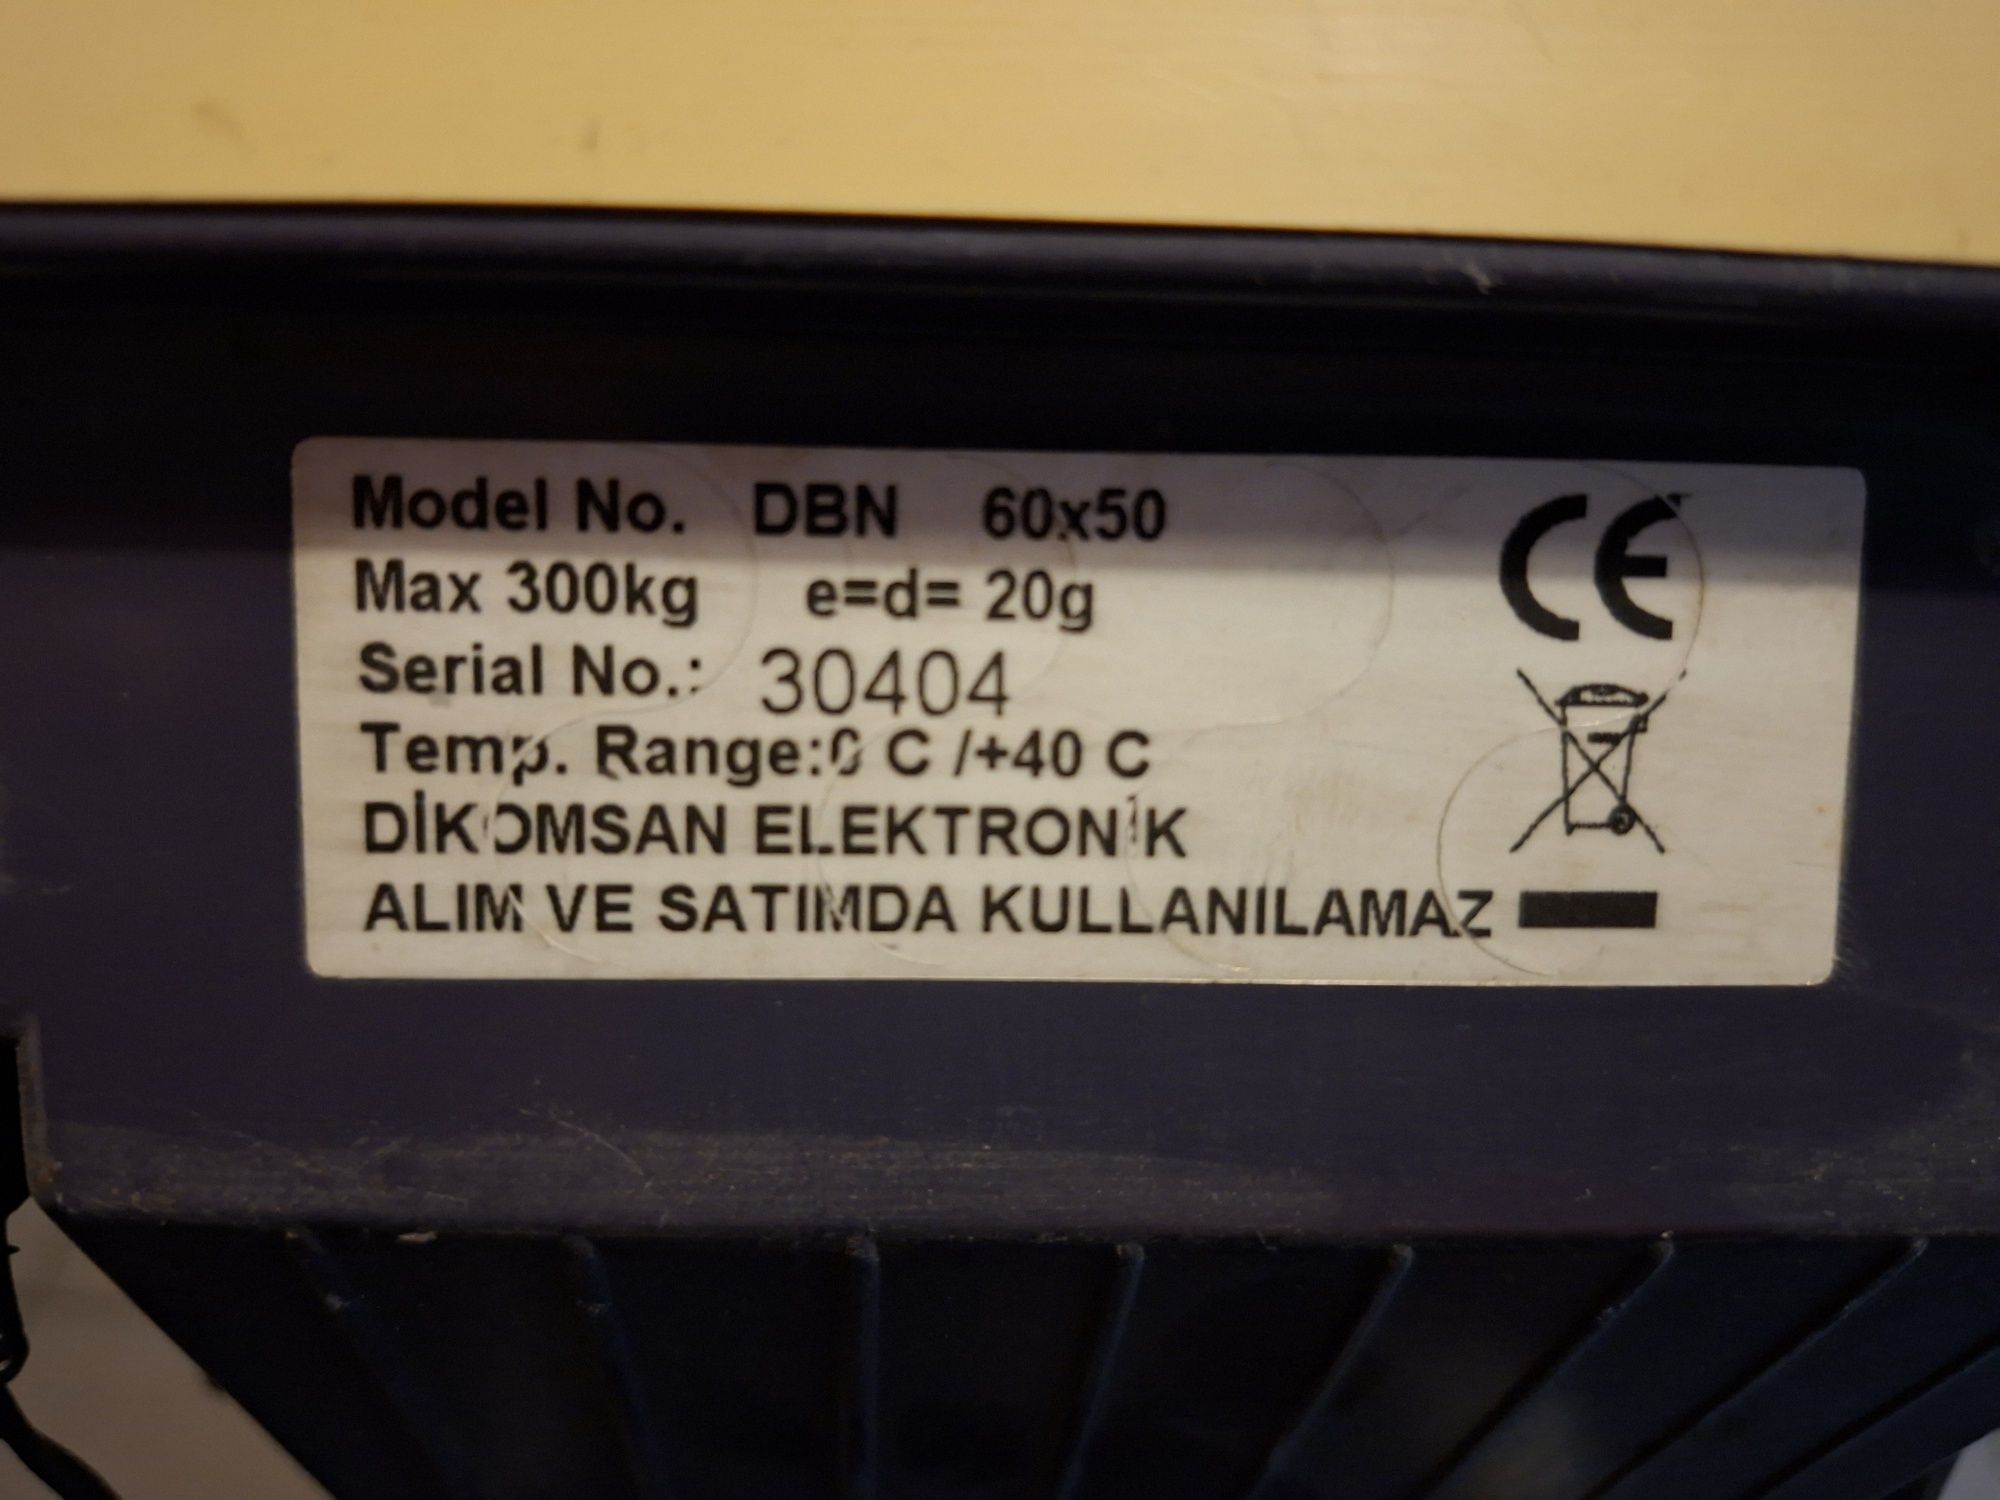 Model No. DBN 60x50
Max 300kg e=d= 20g
Serial No.: 30404
Temp. Range:0 C /+40 C
DİKOMSAN ELEKTRONİK
ALIM VE SATIMDA KULLANILAMAZ
CE